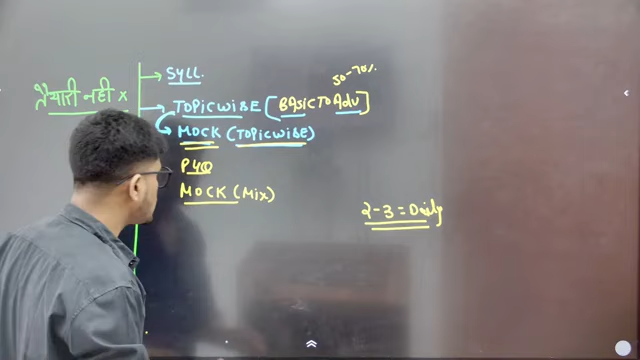 SYLL.
50-70%
तैयारी नही ×
TOPICWISE [BASIC TO Adv]
MOCK (TOPICWISE)
PYQ
MOCK (Mix)
2-3 = Daily